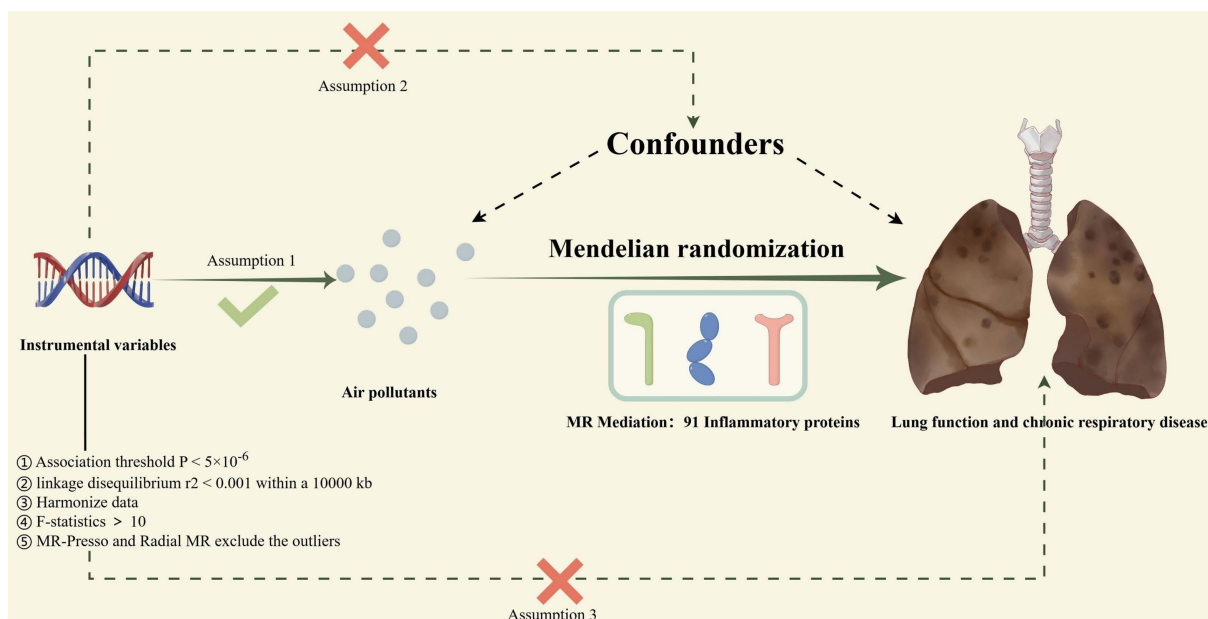 Assumption 2
Confounders
Assumption 1
Mendelian randomization
Instrumental variables
Air pollutants
MR Mediation：91 Inflammatory proteins
Lung function and chronic respiratory disease
① Association threshold P < 5×10⁻⁶
② linkage disequilibrium r2 < 0.001 within a 10000 kb
③ Harmonize data
④ F-statistics ＞ 10
⑤ MR-Presso and Radial MR exclude the outliers
Assumption 3